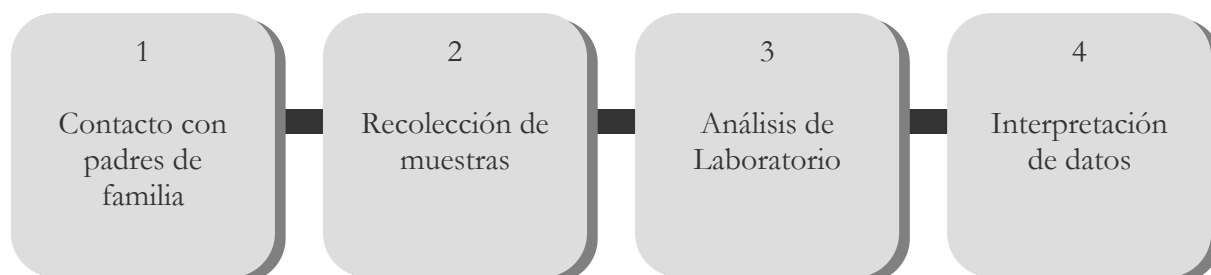 1
Contacto con
padres de
familia
2
Recolección de
muestras
3
Análisis de
Laboratorio
4
Interpretación
de datos